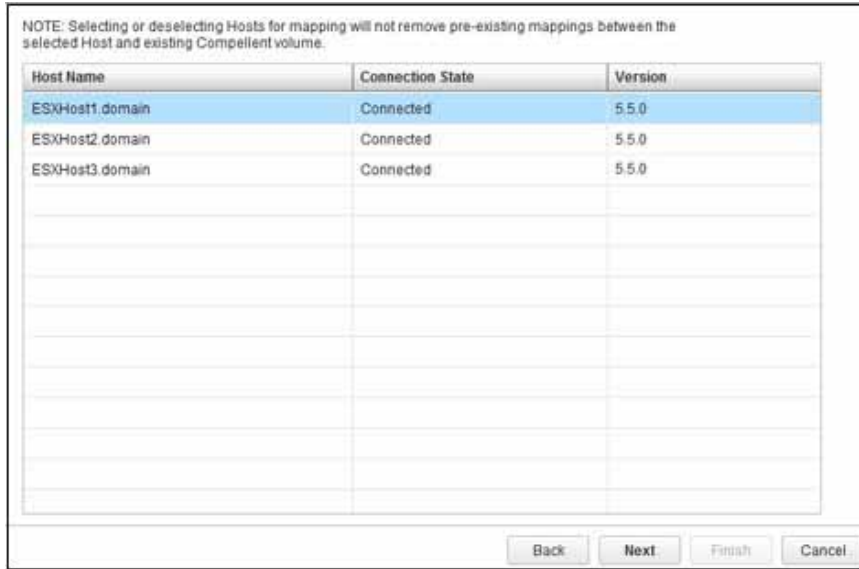 NOTE: Selecting or deselecting Hosts for mapping will not remove pre-existing mappings between the
selected Host and existing Compellent volume.
Host Name Connection State Version
ESXHost1.domain Connected 5.5.0
ESXHost2.domain Connected 5.5.0
ESXHost3.domain Connected 5.5.0
Back Next Finish Cancel